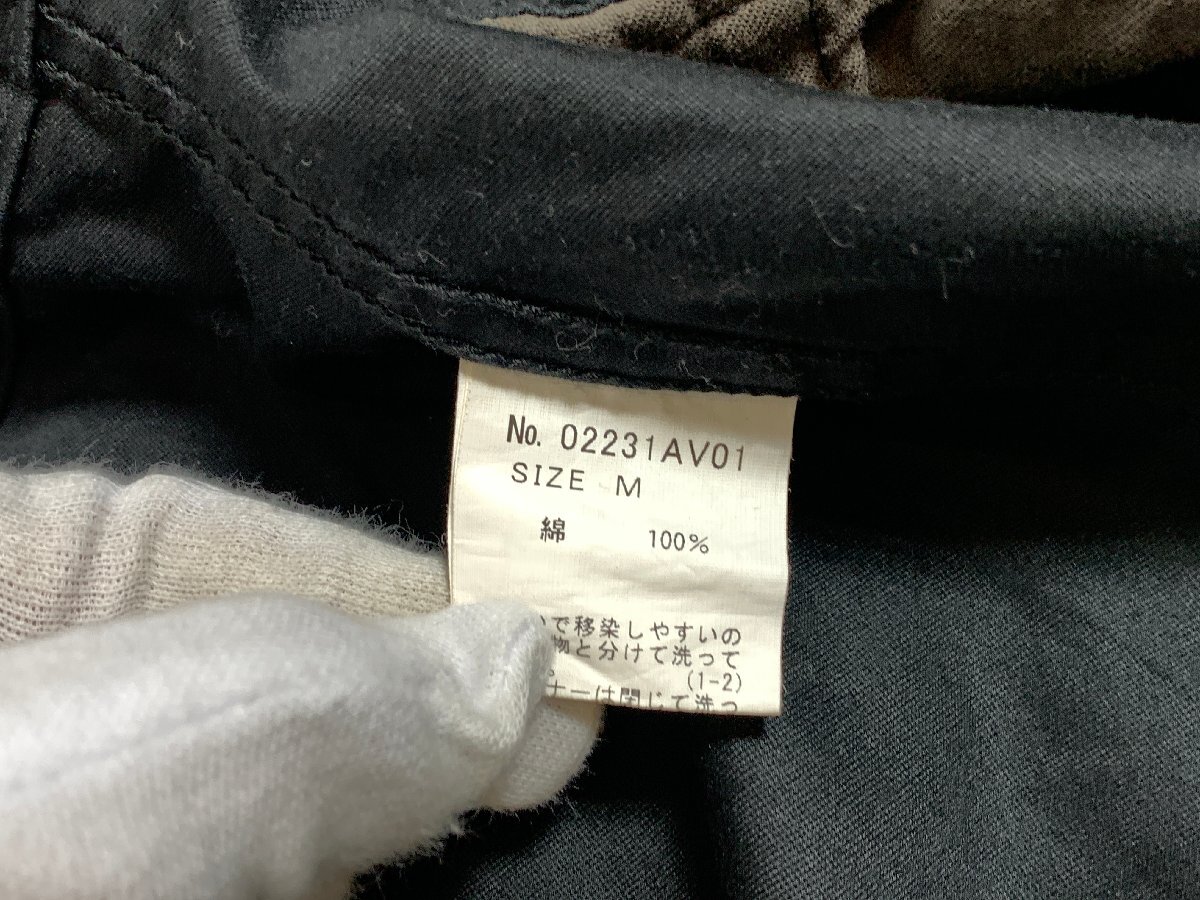 No. 02231AV01
SIZE M
綿 100%
で移染しやすいの
物と分けて洗って
(1-2)
ナーは閉じて洗っ